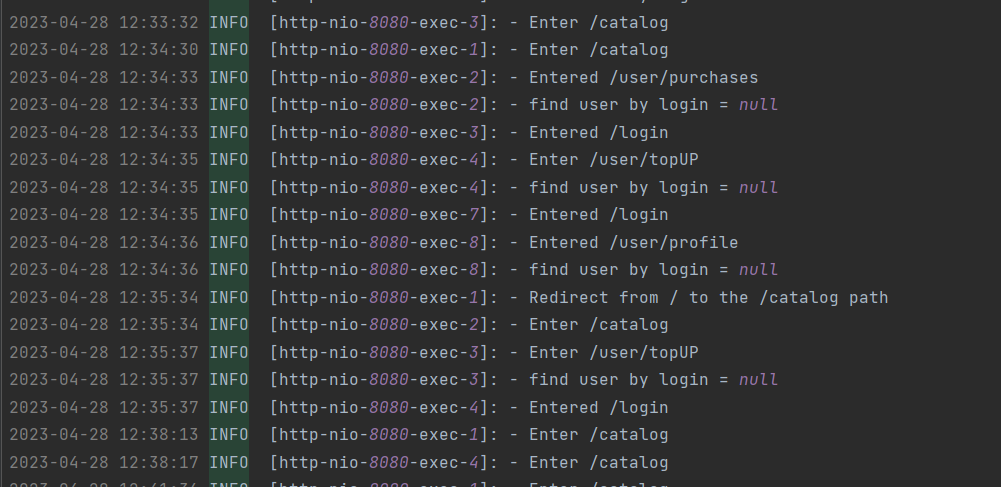 2023-04-28 12:33:32 INFO [http-nio-8080-exec-3]: - Enter /catalog
2023-04-28 12:34:30 INFO [http-nio-8080-exec-1]: - Enter /catalog
2023-04-28 12:34:33 INFO [http-nio-8080-exec-2]: - Entered /user/purchases
2023-04-28 12:34:33 INFO [http-nio-8080-exec-2]: - find user by login = null
2023-04-28 12:34:33 INFO [http-nio-8080-exec-3]: - Entered /login
2023-04-28 12:34:35 INFO [http-nio-8080-exec-4]: - Enter /user/topUP
2023-04-28 12:34:35 INFO [http-nio-8080-exec-4]: - find user by login = null
2023-04-28 12:34:35 INFO [http-nio-8080-exec-7]: - Entered /login
2023-04-28 12:34:36 INFO [http-nio-8080-exec-8]: - Entered /user/profile
2023-04-28 12:34:36 INFO [http-nio-8080-exec-8]: - find user by login = null
2023-04-28 12:35:34 INFO [http-nio-8080-exec-1]: - Redirect from / to the /catalog path
2023-04-28 12:35:34 INFO [http-nio-8080-exec-2]: - Enter /catalog
2023-04-28 12:35:37 INFO [http-nio-8080-exec-3]: - Enter /user/topUP
2023-04-28 12:35:37 INFO [http-nio-8080-exec-3]: - find user by login = null
2023-04-28 12:35:37 INFO [http-nio-8080-exec-4]: - Entered /login
2023-04-28 12:38:13 INFO [http-nio-8080-exec-1]: - Enter /catalog
2023-04-28 12:38:17 INFO [http-nio-8080-exec-4]: - Enter /catalog